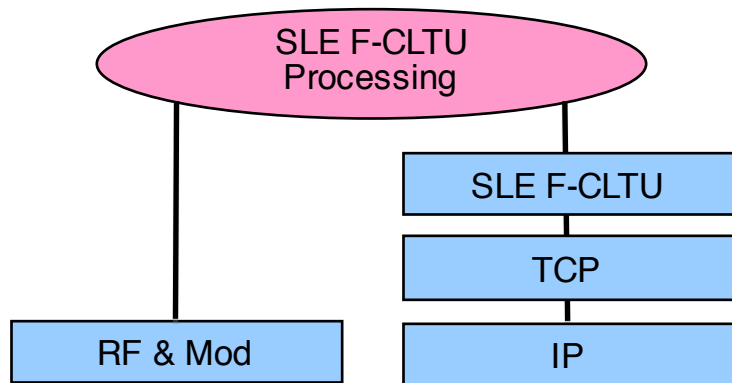 SLE F-CLTU
Processing
SLE F-CLTU
TCP
RF & Mod
IP